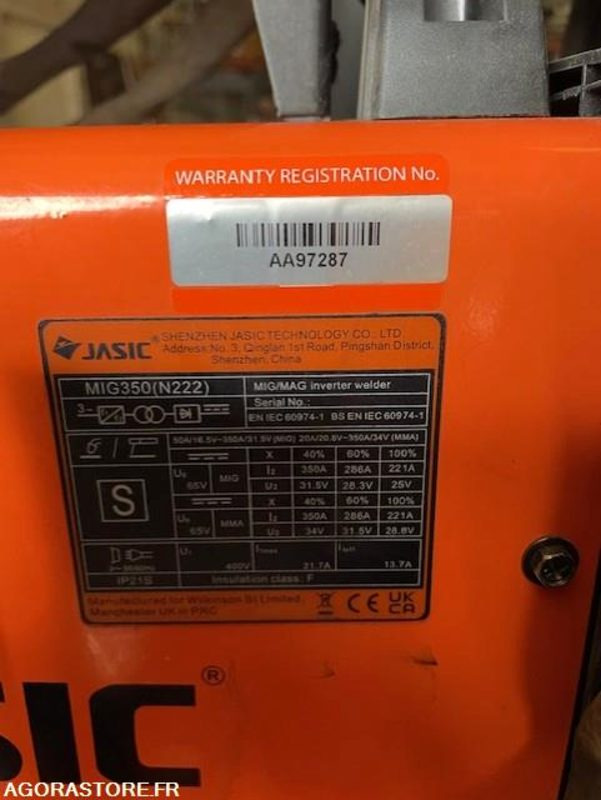 WARRANTY REGISTRATION No.
AA97287
JASIC®
SHENZHEN JASIC TECHNOLOGY CO., LTD
Address:No.3, Qinglan 1st Road, Pingshan District,
Shenzhen, China
MIG350(N222) MIG/MAG inverter welder
Serial No.:
3~ EN IEC 60974-1 BS EN IEC 60974-1
50A/16.5V~350A/31.5V(MIG) 20A/20.8V~350A/34V(MMA)
X 40% 60% 100%
U₀ 65V MIG I₂ 350A 286A 221A
U₂ 31.5V 28.3V 25V
S
X 40% 60% 100%
U₀ 65V MMA I₂ 350A 286A 221A
U₂ 34V 31.5V 28.8V
U₁ 400V I₁max 21.7A I₁eff 13.7A
IP21S Insulation class: F
Manufactured for Wilkinson St Limited,
Manchester UK in PRC
CE UK
CA
SIC®
AGORASTORE.FR